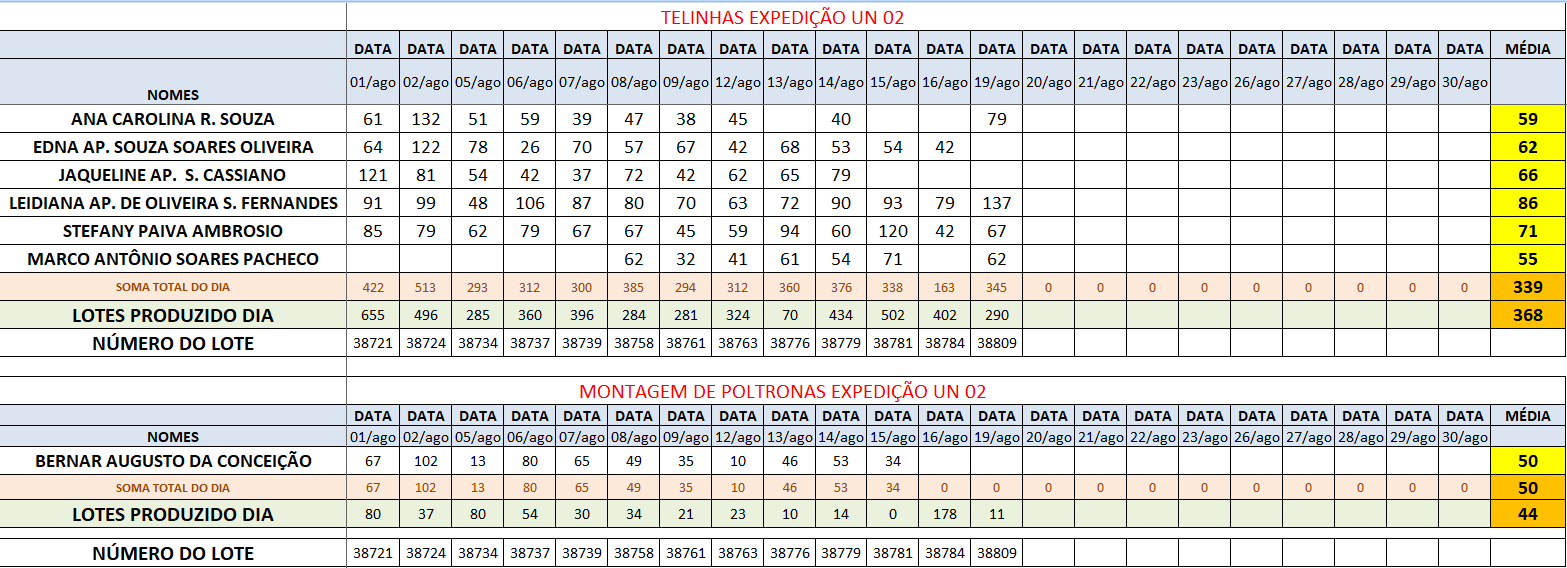 TELINHAS EXPEDIÇÃO UN 02
DATA DATA DATA DATA DATA DATA DATA DATA DATA DATA DATA DATA DATA DATA DATA DATA DATA DATA DATA DATA DATA DATA MÉDIA
NOMES 01/ago 02/ago 05/ago 06/ago 07/ago 08/ago 09/ago 12/ago 13/ago 14/ago 15/ago 16/ago 19/ago 20/ago 21/ago 22/ago 23/ago 26/ago 27/ago 28/ago 29/ago 30/ago
ANA CAROLINA R. SOUZA 61 132 51 59 39 47 38 45 40 79 59
EDNA AP. SOUZA SOARES OLIVEIRA 64 122 78 26 70 57 67 42 68 53 54 42 62
JAQUELINE AP. S. CASSIANO 121 81 54 42 37 72 42 62 65 79 66
LEIDIANA AP. DE OLIVEIRA S. FERNANDES 91 99 48 106 87 80 70 63 72 90 93 79 137 86
STEFANY PAIVA AMBROSIO 85 79 62 79 67 67 45 59 94 60 120 42 67 71
MARCO ANTÔNIO SOARES PACHECO 62 32 41 61 54 71 62 55
SOMA TOTAL DO DIA 422 513 293 312 300 385 294 312 360 376 338 163 345 0 0 0 0 0 0 0 0 0 339
LOTES PRODUZIDO DIA 655 496 285 360 396 284 281 324 70 434 502 402 290 368
NÚMERO DO LOTE 38721 38724 38734 38737 38739 38758 38761 38763 38776 38779 38781 38784 38809
MONTAGEM DE POLTRONAS EXPEDIÇÃO UN 02
DATA DATA DATA DATA DATA DATA DATA DATA DATA DATA DATA DATA DATA DATA DATA DATA DATA DATA DATA DATA DATA DATA MÉDIA
NOMES 01/ago 02/ago 05/ago 06/ago 07/ago 08/ago 09/ago 12/ago 13/ago 14/ago 15/ago 16/ago 19/ago 20/ago 21/ago 22/ago 23/ago 26/ago 27/ago 28/ago 29/ago 30/ago
BERNAR AUGUSTO DA CONCEIÇÃO 67 102 13 80 65 49 35 10 46 53 34 50
SOMA TOTAL DO DIA 67 102 13 80 65 49 35 10 46 53 34 0 0 0 0 0 0 0 0 0 0 0 50
LOTES PRODUZIDO DIA 80 37 80 54 30 34 21 23 10 14 0 178 11 44
NÚMERO DO LOTE 38721 38724 38734 38737 38739 38758 38761 38763 38776 38779 38781 38784 38809